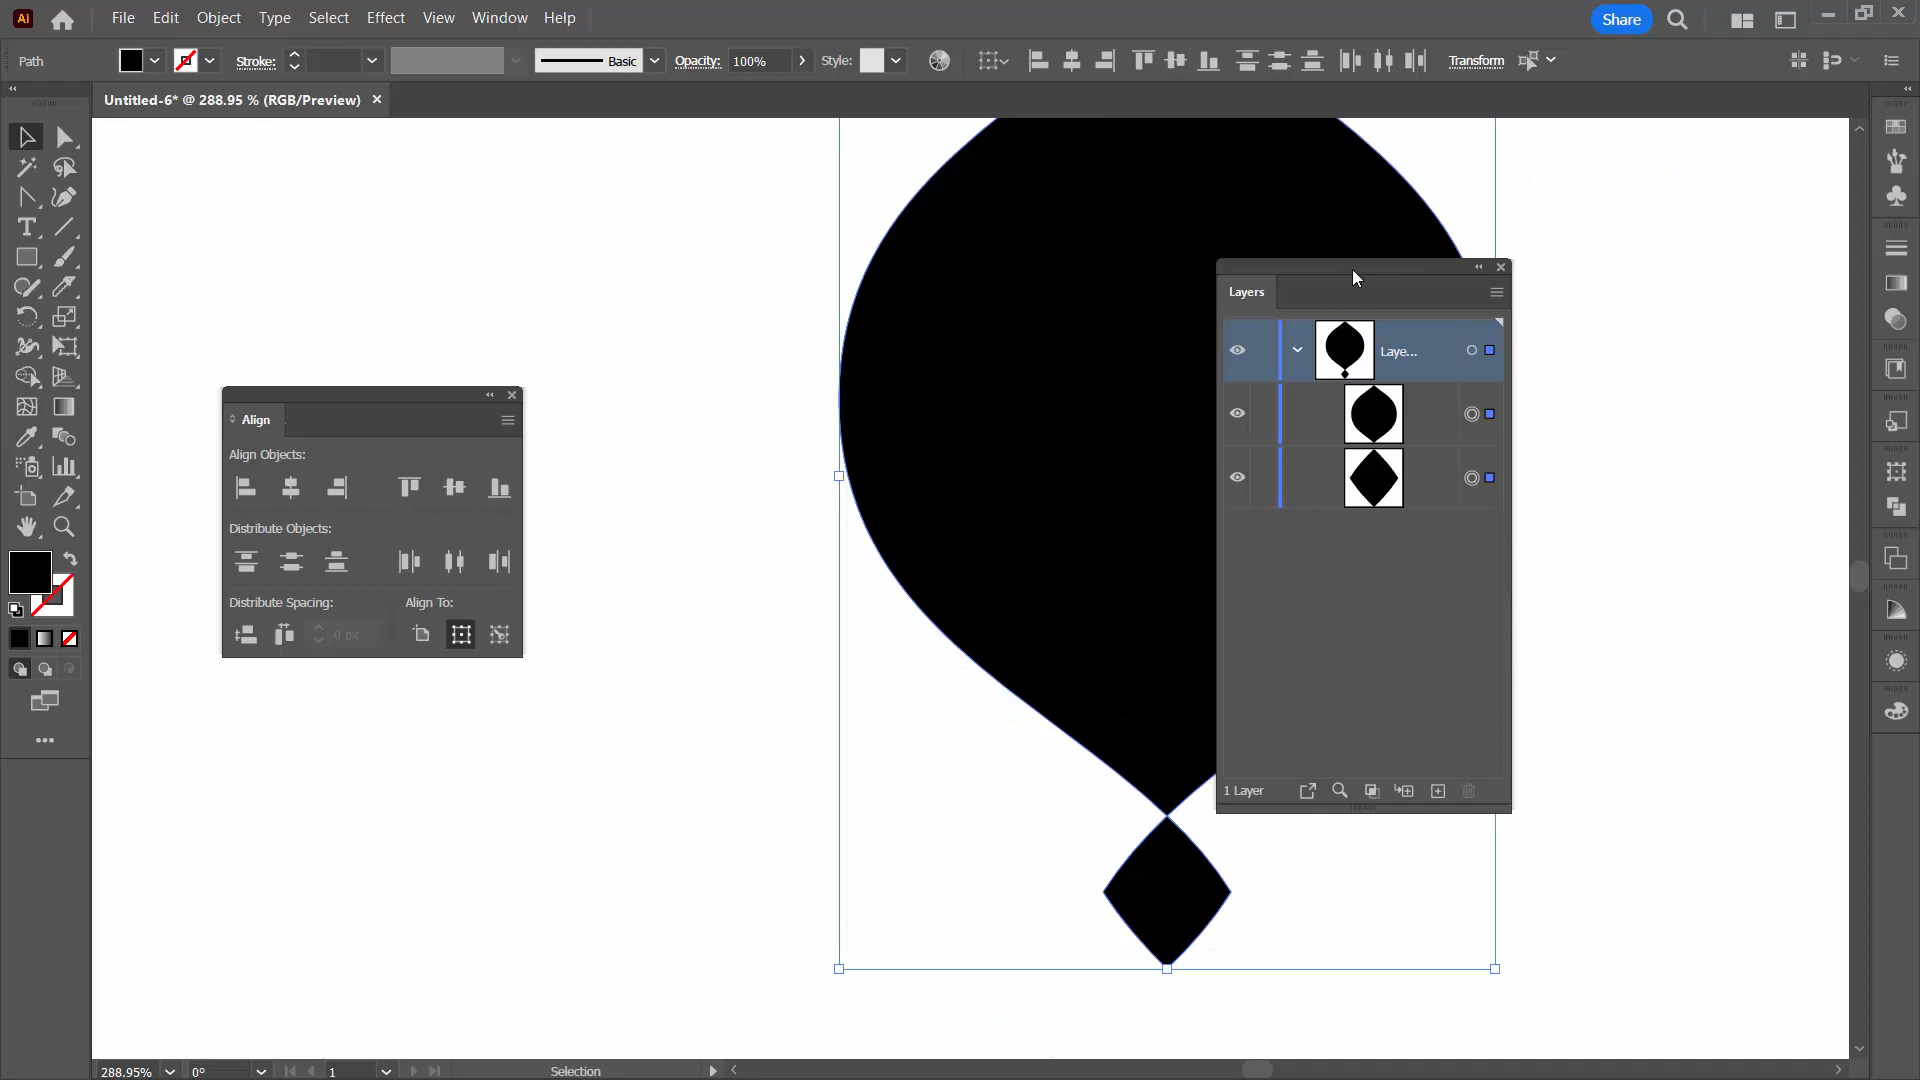 Ai File Edit Object Type Select Effect View Window Help Share
Path Stroke: Basic Opacity: 100% Style: Transform
Untitled-6* @ 288.95 % (RGB/Preview)
Layers
Laye...
Align
Align Objects:
Distribute Objects:
Distribute Spacing: Align To:
0 px
1 Layer
288.95% 0° 1 Selection